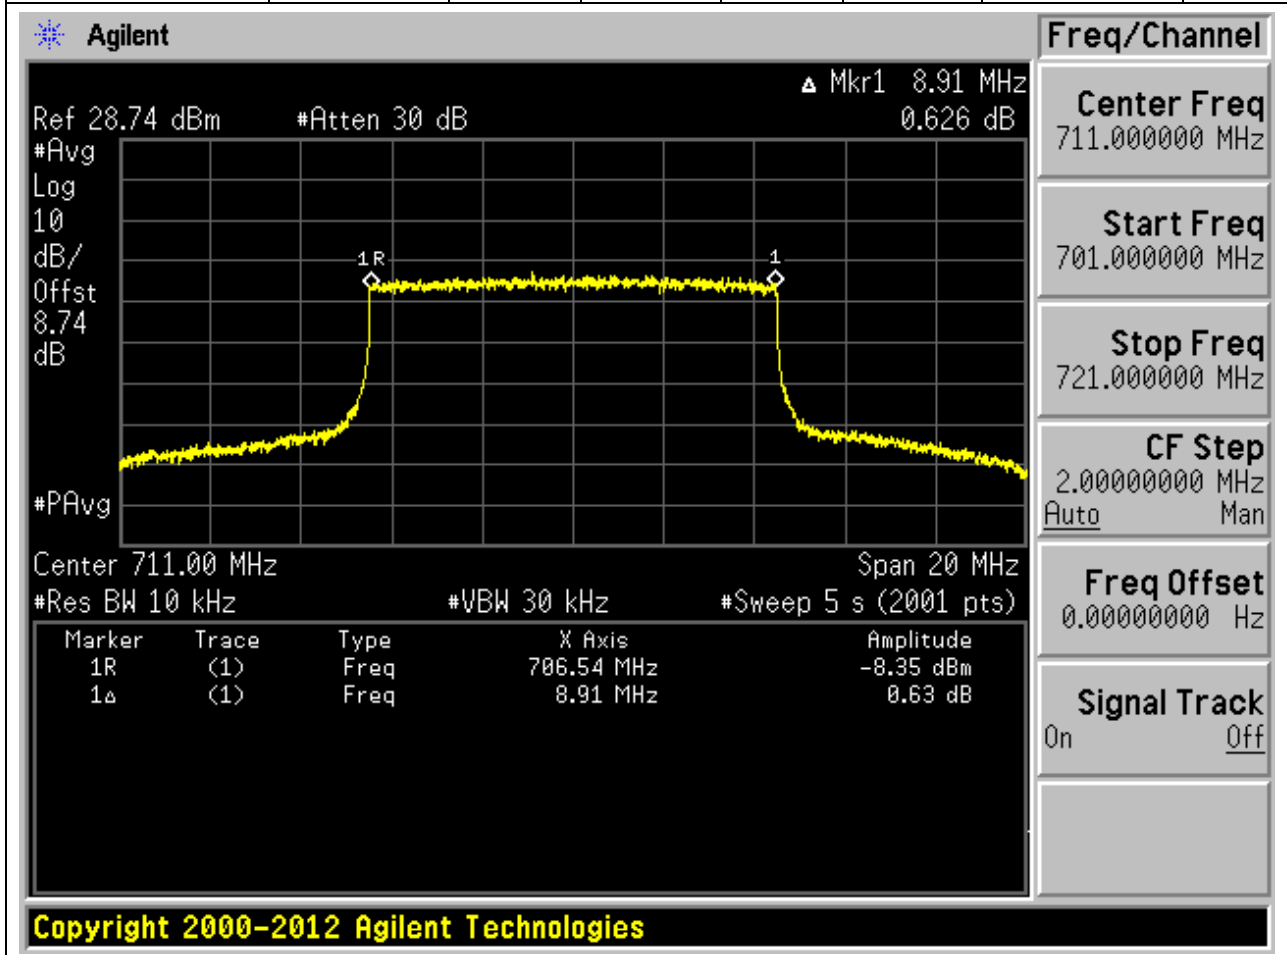 Agilent
Freq/Channel
Δ Mkr1 8.91 MHz
Ref 28.74 dBm #Atten 30 dB 0.626 dB
#Avg
Log
10
dB/
Offst
8.74
dB
1R
1
#PAvg
Center 711.00 MHz Span 20 MHz
#Res BW 10 kHz #VBW 30 kHz #Sweep 5 s (2001 pts)
Marker Trace Type X Axis Amplitude
1R (1) Freq 706.54 MHz -8.35 dBm
1Δ (1) Freq 8.91 MHz 0.63 dB
Center Freq
711.000000 MHz
Start Freq
701.000000 MHz
Stop Freq
721.000000 MHz
CF Step
2.00000000 MHz
Auto Man
Freq Offset
0.00000000 Hz
Signal Track
On Off
Copyright 2000-2012 Agilent Technologies